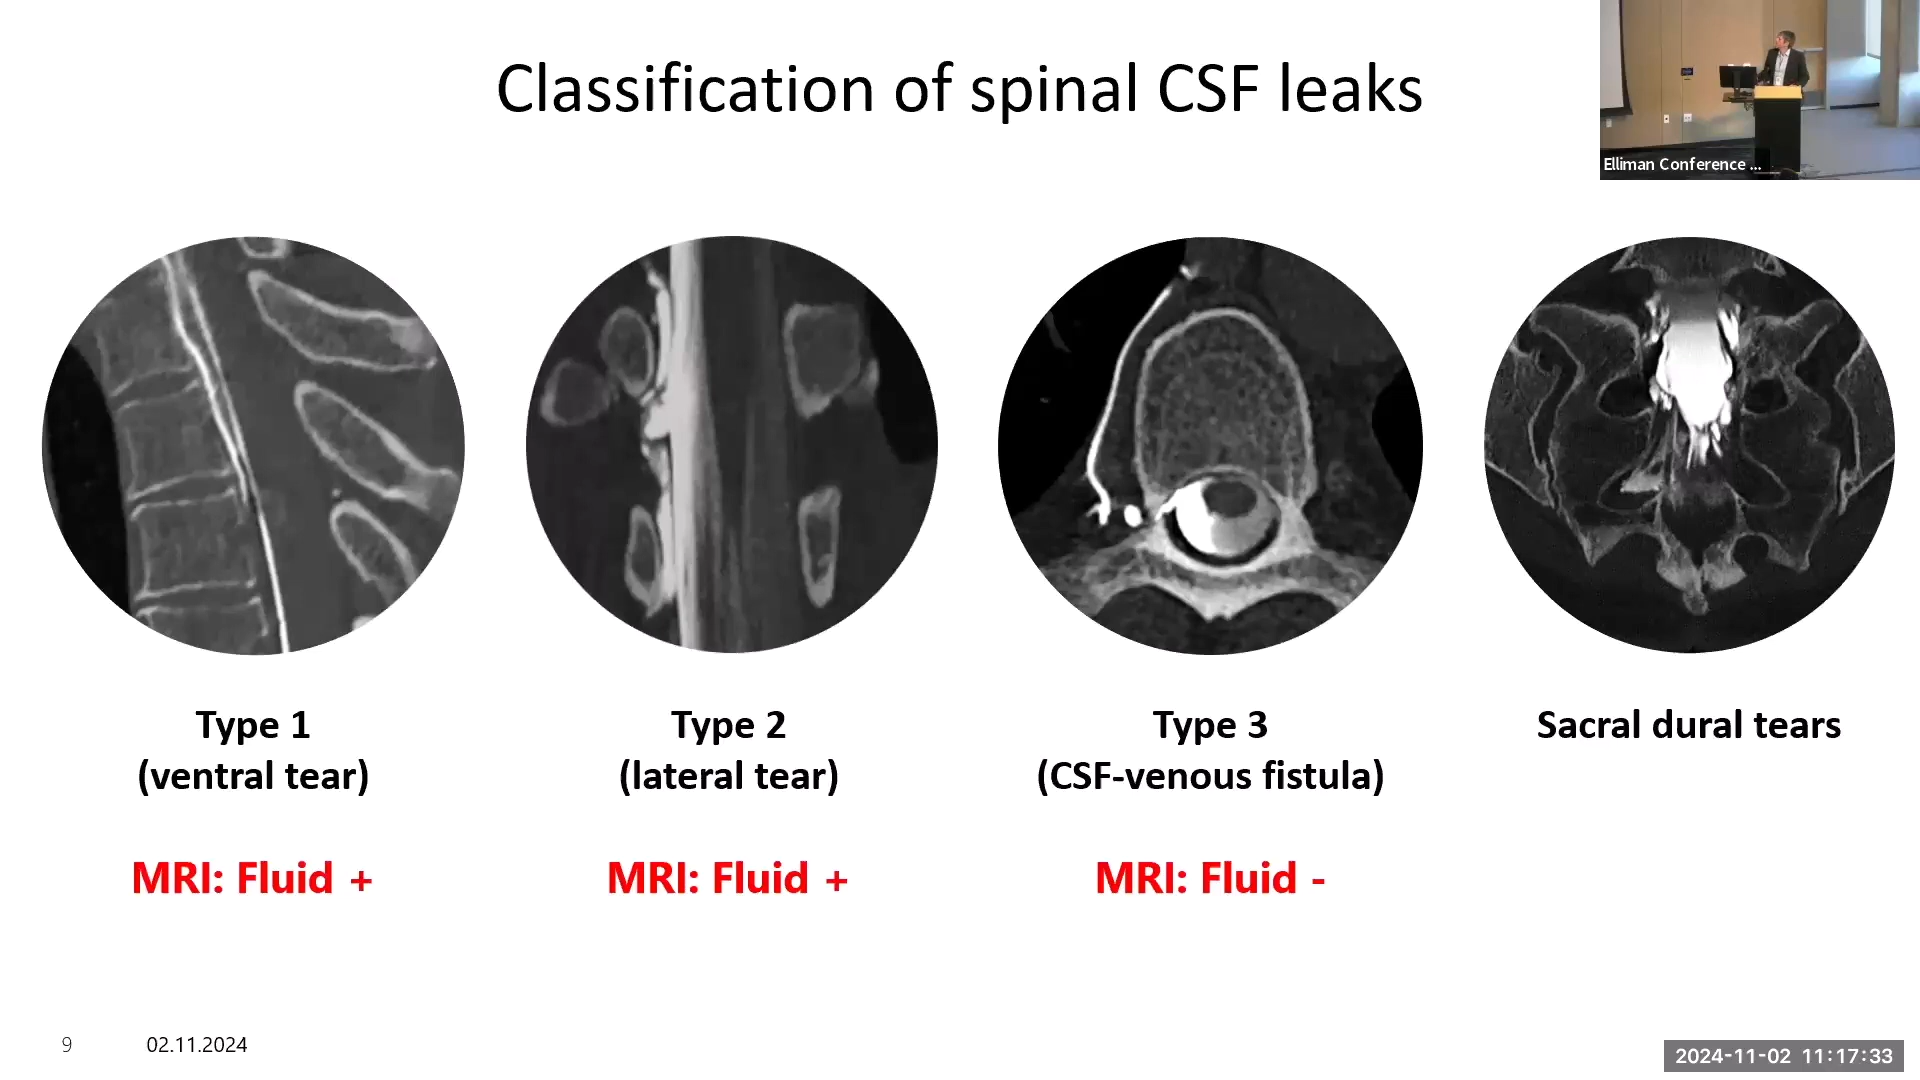 Classification of spinal CSF leaks
Elliman Conference ...
Type 1
(ventral tear)
MRI: Fluid +
Type 2
(lateral tear)
MRI: Fluid +
Type 3
(CSF-venous fistula)
MRI: Fluid -
Sacral dural tears
9
02.11.2024
2024-11-02 11:17:33